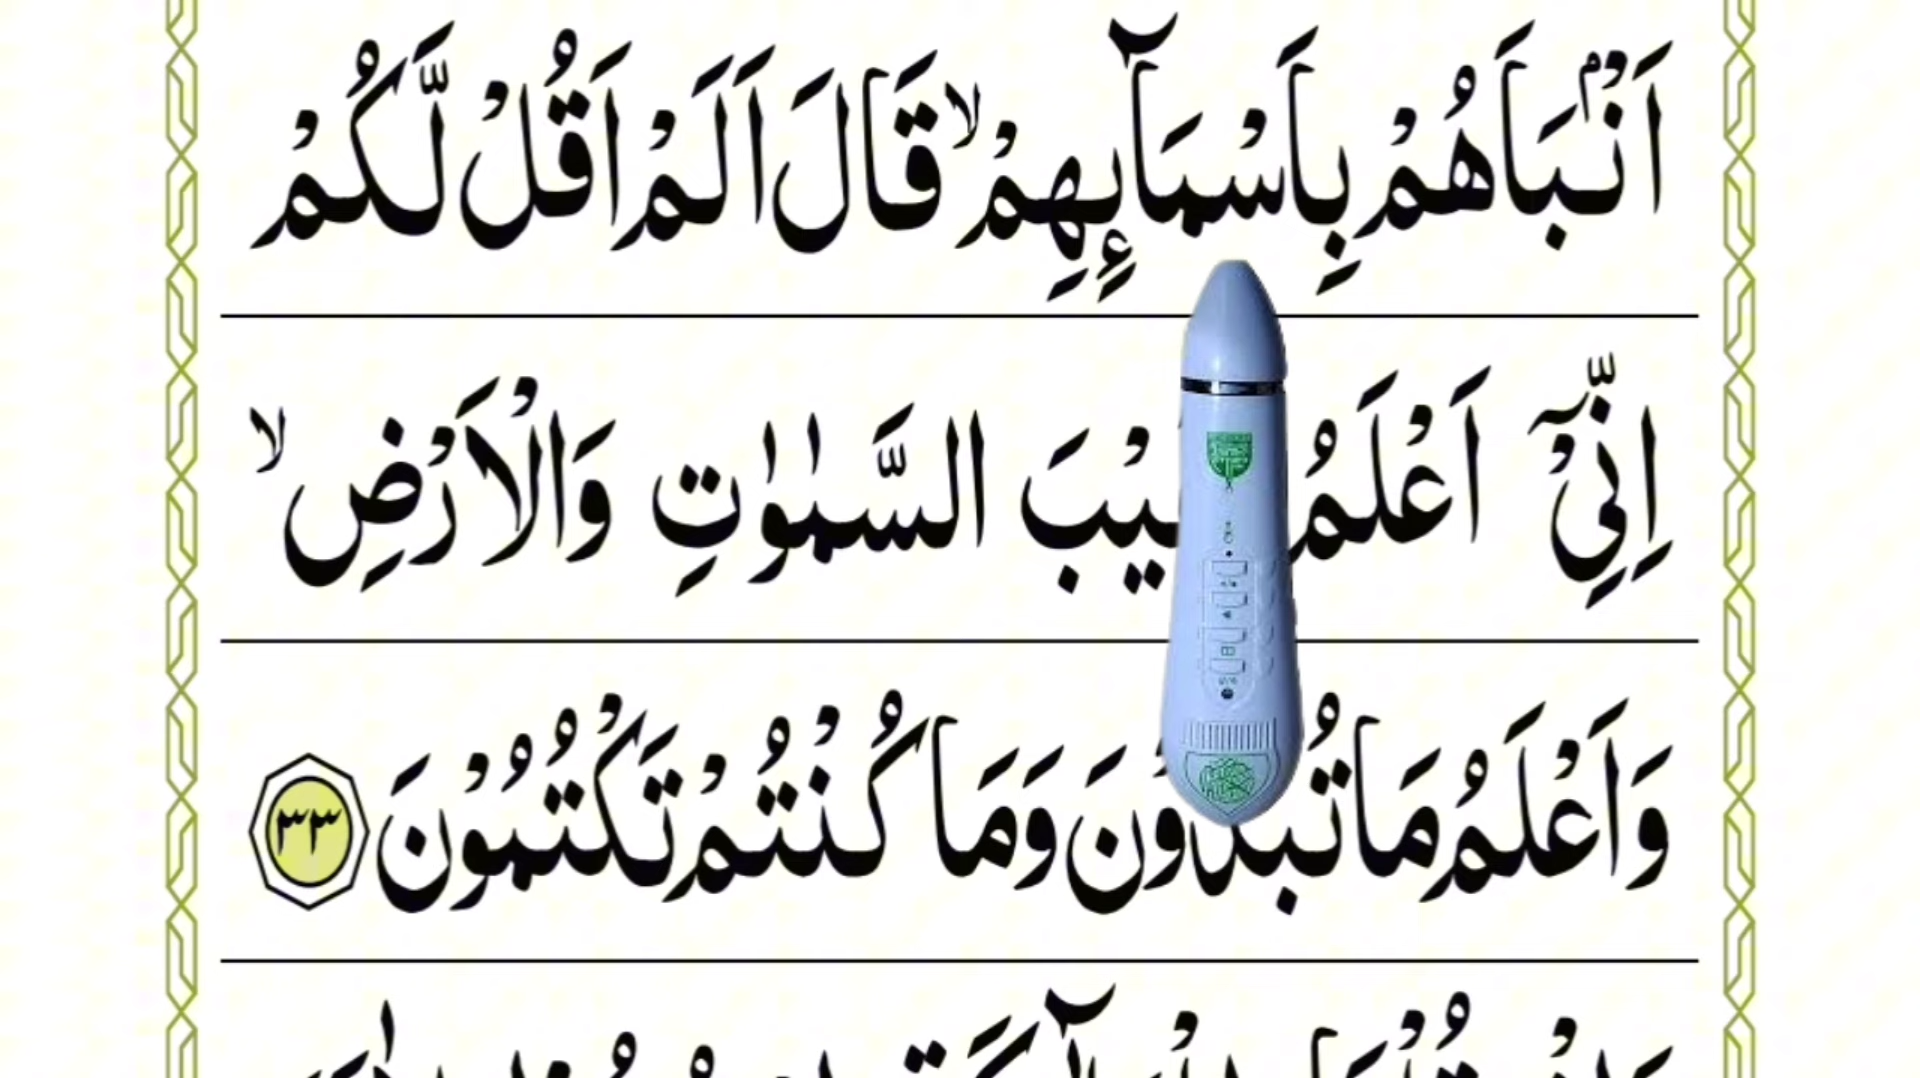 اَنْۢبَاَهُمْ بِاَسْمَآىِٕهِمْ ۙ قَالَ اَلَمْ اَقُلْ لَّكُمْ
اِنِّیْۤ اَعْلَمُ السَّمٰوٰتِ وَالْاَرْضِ ۙ
وَاَعْلَمُ مَا تُبْدُوْنَ وَمَا كُنْتُمْ تَكْتُمُوْنَ ٣٣